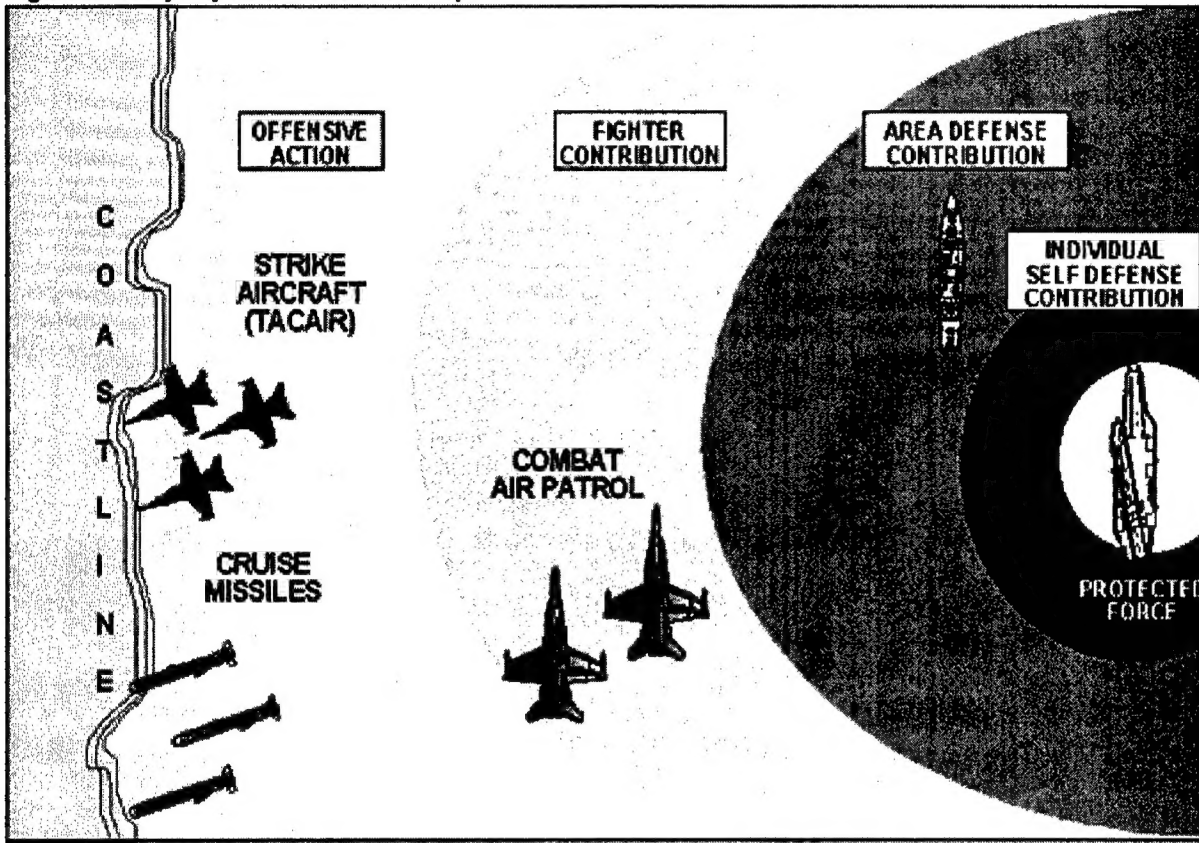 OFFENSIVE
ACTION
FIGHTER
CONTRIBUTION
AREA DEFENSE
CONTRIBUTION
INDIVIDUAL
SELF DEFENSE
CONTRIBUTION
COASTLINE
STRIKE
AIRCRAFT
(TACAIR)
COMBAT
AIR PATROL
CRUISE
MISSILES
PROTECTED
FORCE